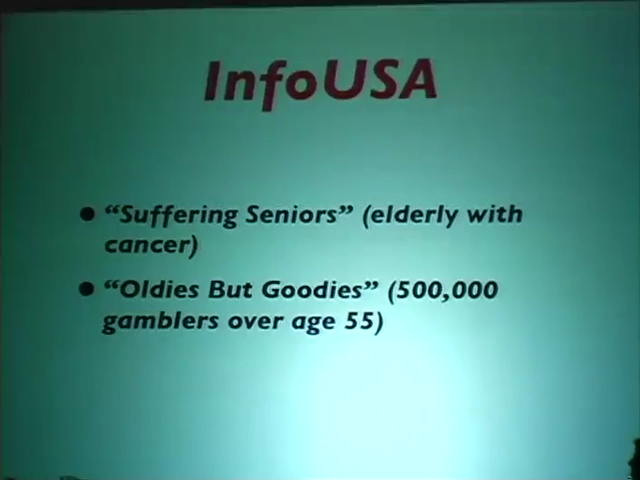 InfoUSA
● “Suffering Seniors” (elderly with
cancer)
● “Oldies But Goodies” (500,000
gamblers over age 55)